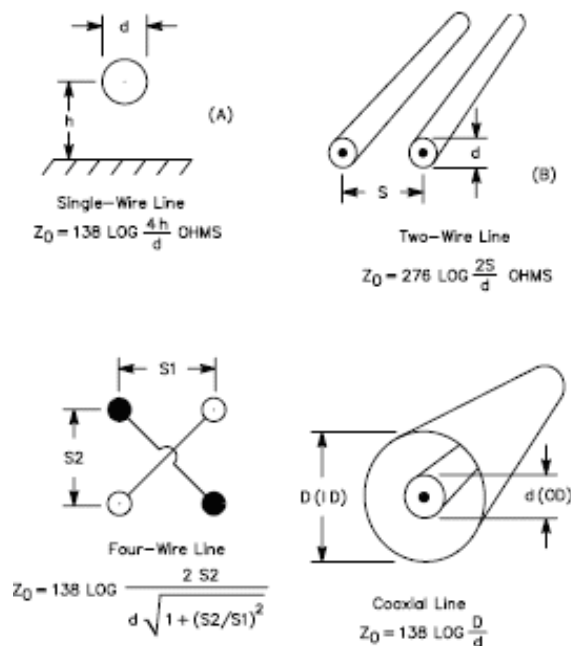 d
h
(A)
Single-Wire Line
Z₀ = 138 LOG 4h/d OHMS
d
S
(B)
Two-Wire Line
Z₀ = 276 LOG 2S/d OHMS
S1
S2
Four-Wire Line
Z₀ = 138 LOG 2 S2 / d√1 + (S2/S1)²
D (ID)
d (OD)
Coaxial Line
Z₀ = 138 LOG D/d